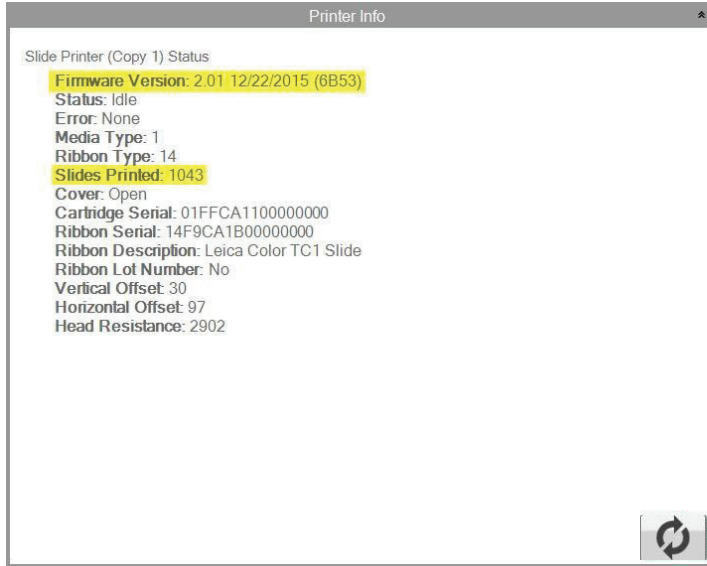 Printer Info
Slide Printer (Copy 1) Status
Firmware Version: 2.01 12/22/2015 (6B53)
Status: Idle
Error: None
Media Type: 1
Ribbon Type: 14
Slides Printed: 1043
Cover: Open
Cartridge Serial: 01FFCA1100000000
Ribbon Serial: 14F9CA1B00000000
Ribbon Description: Leica Color TC1 Slide
Ribbon Lot Number: No
Vertical Offset: 30
Horizontal Offset: 97
Head Resistance: 2902